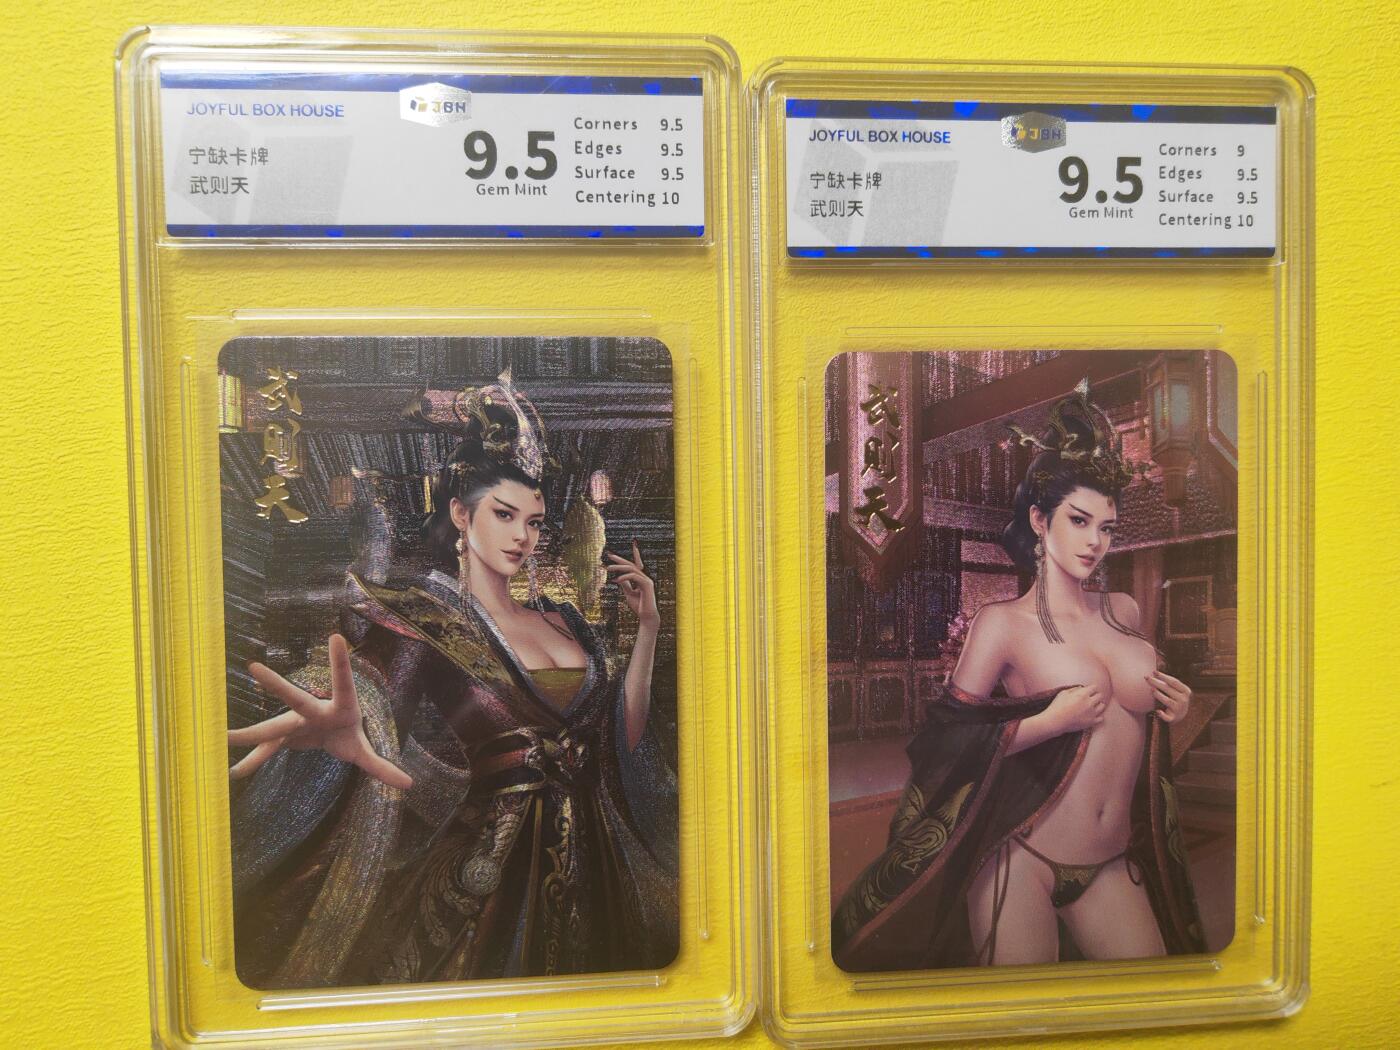 JOYFUL BOX HOUSE
JBH
宁缺卡牌
武则天
9.5
Gem Mint
Corners 9.5
Edges 9.5
Surface 9.5
Centering 10
武则天
JOYFUL BOX HOUSE
JBH
宁缺卡牌
武则天
9.5
Gem Mint
Corners 9
Edges 9.5
Surface 9.5
Centering 10
武则天